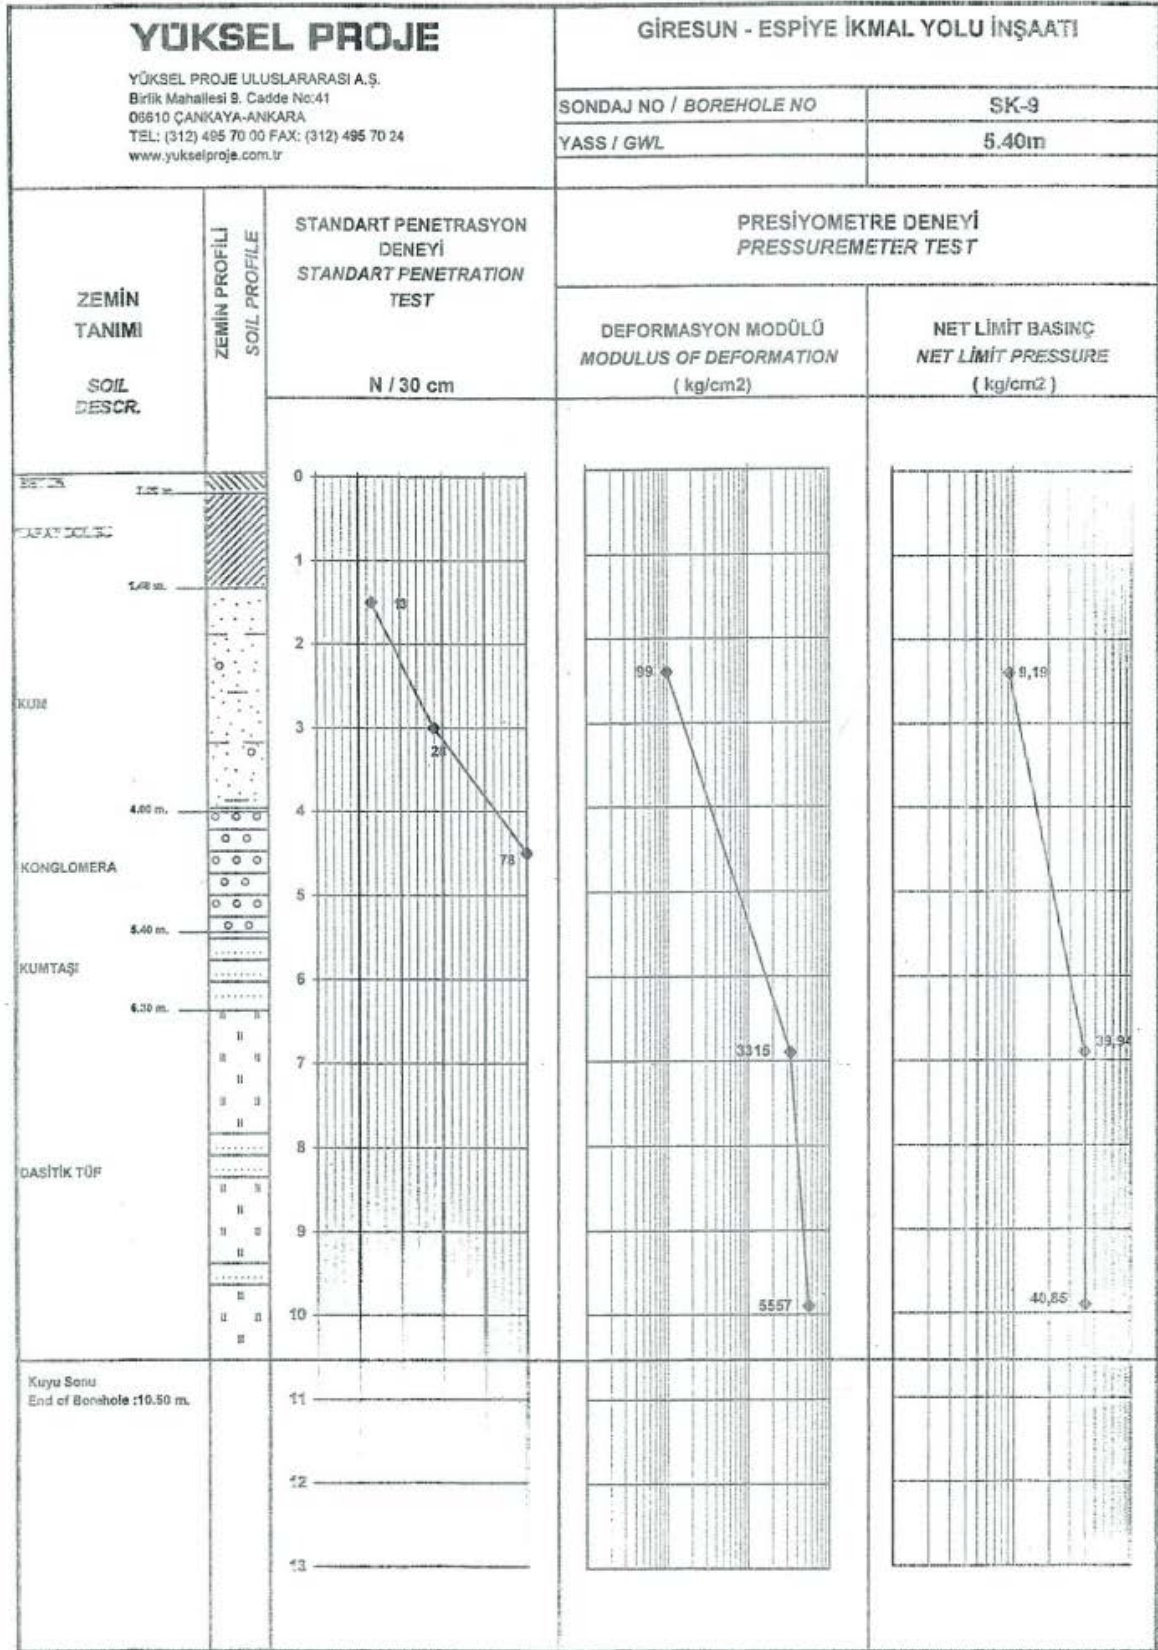 YÜKSEL PROJE
YÜKSEL PROJE ULUSLARARASI A.Ş.
Birlik Mahallesi 9. Cadde No:41
06610 ÇANKAYA-ANKARA
TEL: (312) 495 70 00 FAX: (312) 495 70 24
www.yukselproje.com.tr
GİRESUN - ESPİYE İKMAL YOLU İNŞAATI
SONDAJ NO / BOREHOLE NO
SK-9
YASS / GWL
5.40m
ZEMİN
TANIMI
SOIL
DESCR.
ZEMİN PROFİLİ
SOIL PROFILE
STANDART PENETRASYON
DENEYİ
STANDART PENETRATION
TEST
N / 30 cm
PRESİYOMETRE DENEYİ
PRESSUREMETER TEST
DEFORMASYON MODÜLÜ
MODULUS OF DEFORMATION
( kg/cm2)
NET LİMİT BASINÇ
NET LİMİT PRESSURE
( kg/cm2 )
0
1
13
2
99
9,19
KUM
3
28
4.00 m.
4
78
KONGLOMERA
5
5.40 m.
KUMTAŞI
6
6.30 m.
3315
39,94
7
8
DASİTİK TÜF
9
5557
40,85
10
Kuyu Sonu
End of Borehole :10.50 m.
11
12
13